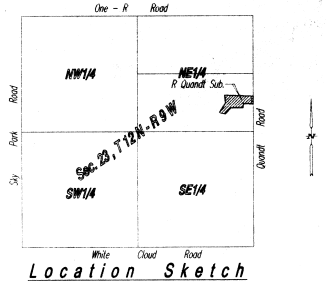 One - R Road
NW1/4
NE1/4
R Quandt Sub.
Sky Park Road
Sec. 23, T12N-R9W
Quandt Road
N
SW1/4
SE1/4
White Cloud Road
Location Sketch